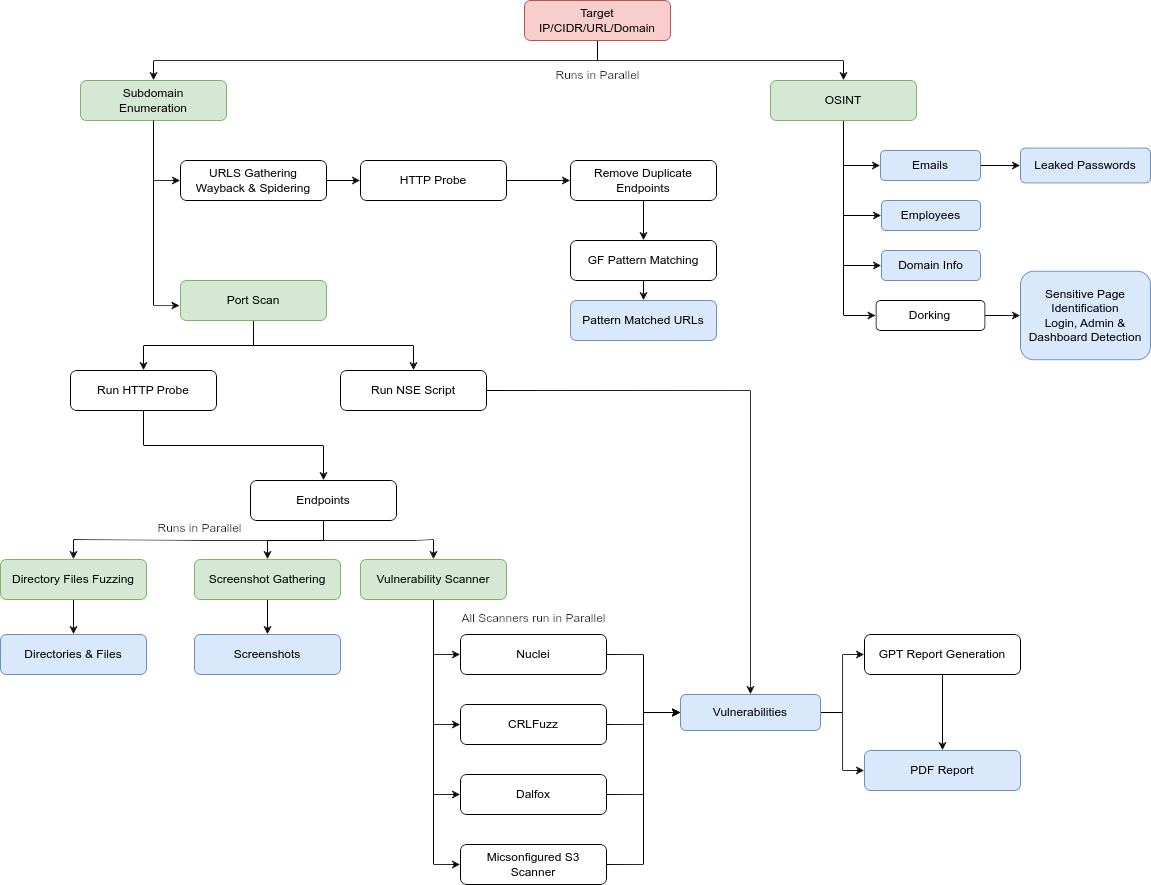 Target
IP/CIDR/URL/Domain
Runs in Parallel
Subdomain
Enumeration
OSINT
URLS Gathering
Wayback & Spidering
HTTP Probe
Remove Duplicate
Endpoints
Emails
Leaked Passwords
Employees
GF Pattern Matching
Domain Info
Port Scan
Pattern Matched URLs
Dorking
Sensitive Page
Identification
Login, Admin &
Dashboard Detection
Run HTTP Probe
Run NSE Script
Endpoints
Runs in Parallel
Directory Files Fuzzing
Screenshot Gathering
Vulnerability Scanner
All Scanners run in Parallel
Directories & Files
Screenshots
Nuclei
GPT Report Generation
CRLFuzz
Vulnerabilities
Dalfox
PDF Report
Micsonfigured S3
Scanner